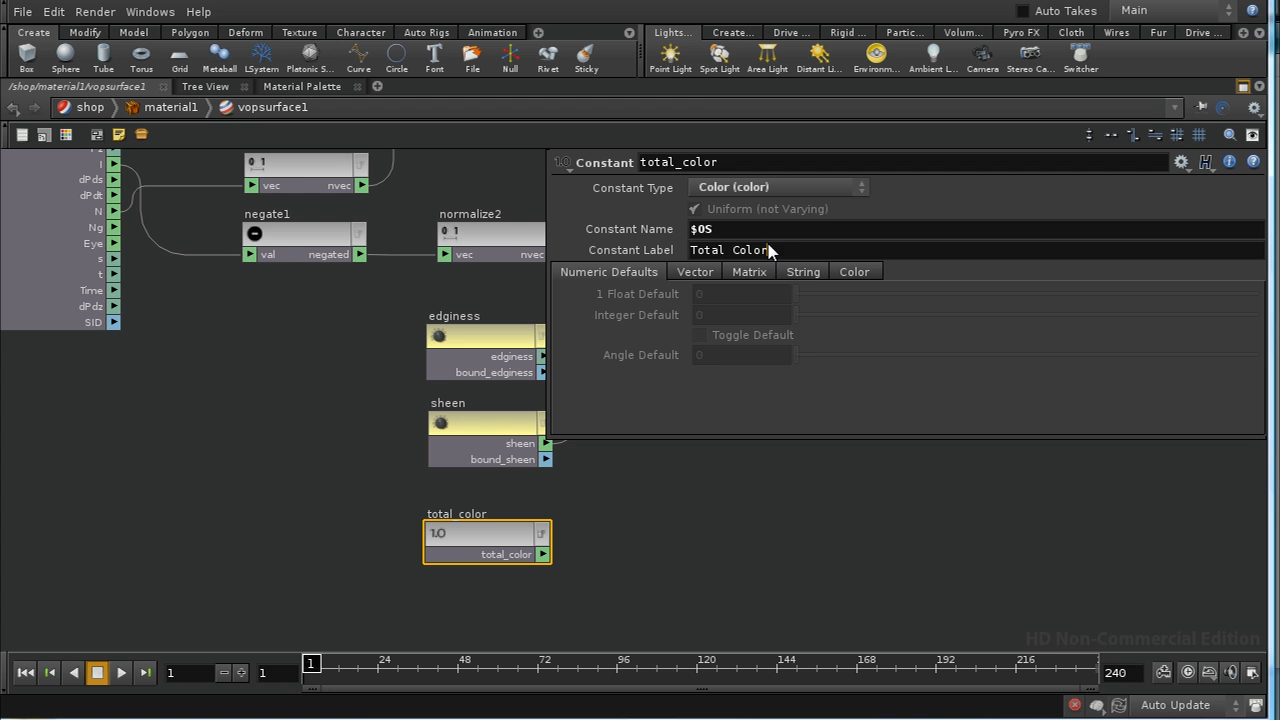 File Edit Render Windows Help Auto Takes Main
Create Modify Model Polygon Deform Texture Character Auto Rigs Animation Lights... Create... Drive ... Rigid ... Partic... Volum... Pyro FX Cloth Wires Fur Drive ...
Box Sphere Tube Torus Grid Metaball LSystem Platonic S... Curve Circle Font File Null Rivet Sticky Point Light Spot Light Area Light Distant Li... Environm... Ambient L... Camera Stereo Ca... Switcher
/shop/material1/vopsurface1 Tree View Material Palette
shop material1 vopsurface1
I
dPds
dPdt
N
Ng
Eye
s
t
Time
dPdz
SID
0 1
vec nvec
negate1
val negated
normalize2
0 1
vec nvec
edginess
edginess
bound_edginess
sheen
sheen
bound_sheen
total_color
1.0
total_color
1.0 Constant total_color
Constant Type Color (color)
Uniform (not Varying)
Constant Name $OS
Constant Label Total Color
Numeric Defaults Vector Matrix String Color
1 Float Default 0
Integer Default 0
Toggle Default
Angle Default 0
HD Non-Commercial Edition
1 1 1 24 48 72 96 120 144 168 192 216 240
Auto Update